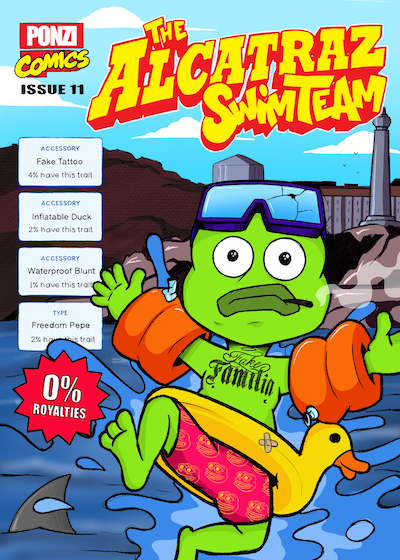 PONZI
COMICS
ISSUE 11
THE
ALCATRAZ
SWIM TEAM
ACCESSORY
Fake Tattoo
4% have this trait
ACCESSORY
Inflatable Duck
2% have this trait
ACCESSORY
Waterproof Blunt
1% have this trait
TYPE
Freedom Pepe
2% have this trait
0%
ROYALTIES
Fake
Familia